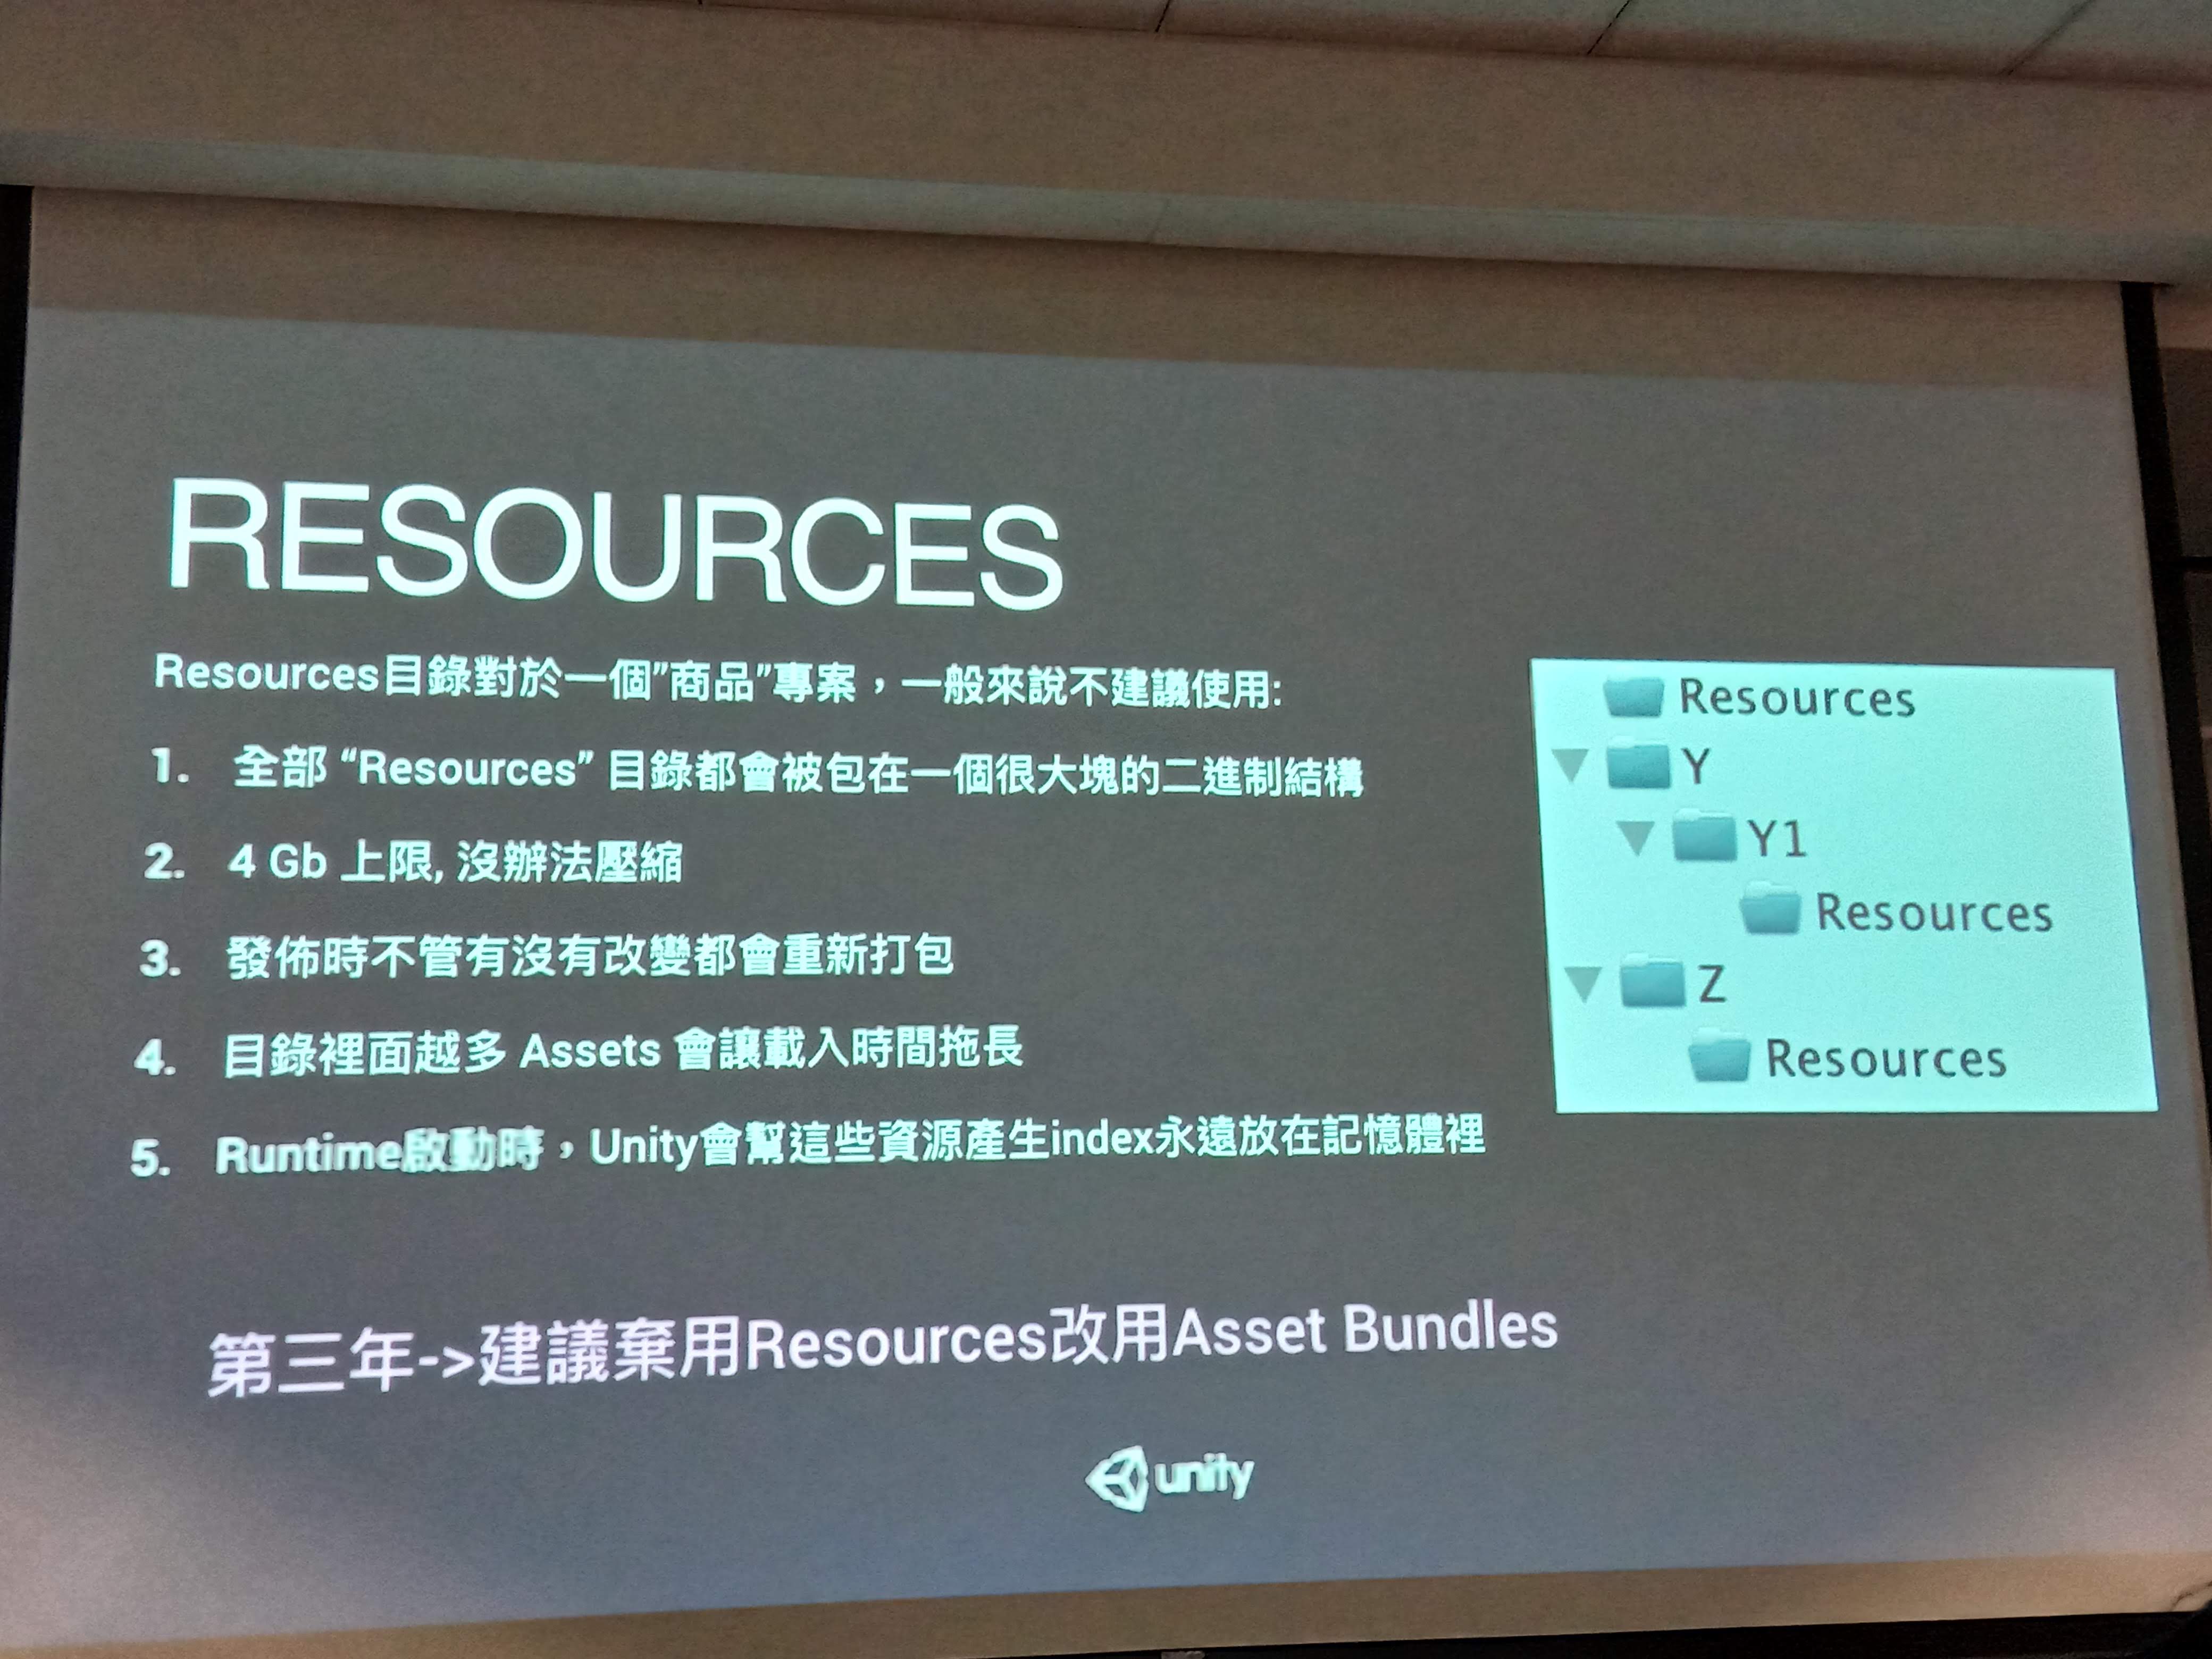 RESOURCES
Resources目錄對於一個"商品"專案，一般來說不建議使用:
1. 全部 “Resources” 目錄都會被包在一個很大塊的二進制結構
2. 4 Gb 上限, 沒辦法壓縮
3. 發佈時不管有沒有改變都會重新打包
4. 目錄裡面越多 Assets 會讓載入時間拖長
5. Runtime啟動時，Unity會幫這些資源產生index永遠放在記憶體裡
Resources
Y
Y1
Resources
Z
Resources
第三年->建議棄用Resources改用Asset Bundles
unity